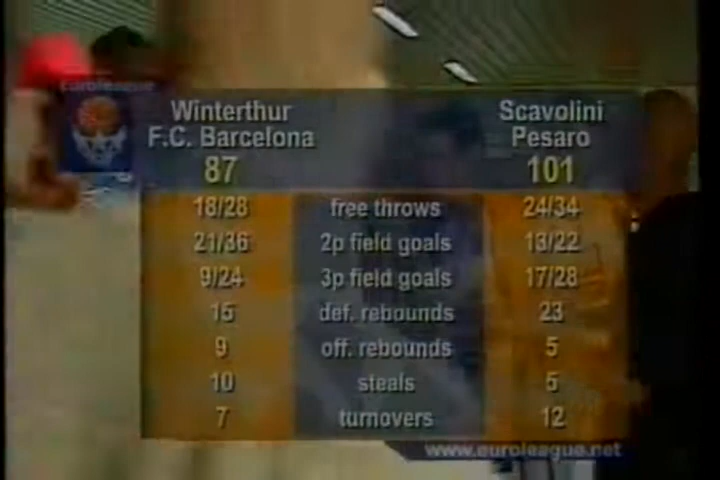 euroleague
Winterthur F.C. Barcelona Scavolini Pesaro
87 101
18/28 free throws 24/34
21/36 2p field goals 13/22
9/24 3p field goals 17/28
15 def. rebounds 23
9 off. rebounds 5
10 steals 5
7 turnovers 12
www.euroleague.net